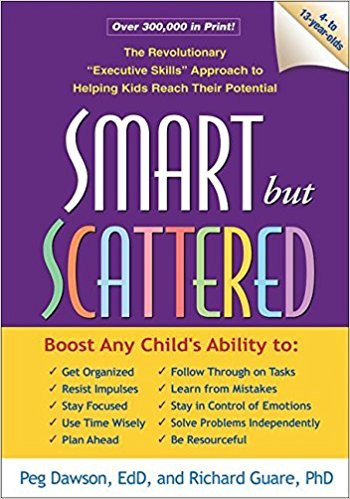 Over 300,000 in Print!
4- to
13-year-olds
The Revolutionary
“Executive Skills” Approach to
Helping Kids Reach Their Potential
SMART but
SCATTERED
Boost Any Child's Ability to:
✓ Get Organized
✓ Resist Impulses
✓ Stay Focused
✓ Use Time Wisely
✓ Plan Ahead
✓ Follow Through on Tasks
✓ Learn from Mistakes
✓ Stay in Control of Emotions
✓ Solve Problems Independently
✓ Be Resourceful
Peg Dawson, EdD, and Richard Guare, PhD